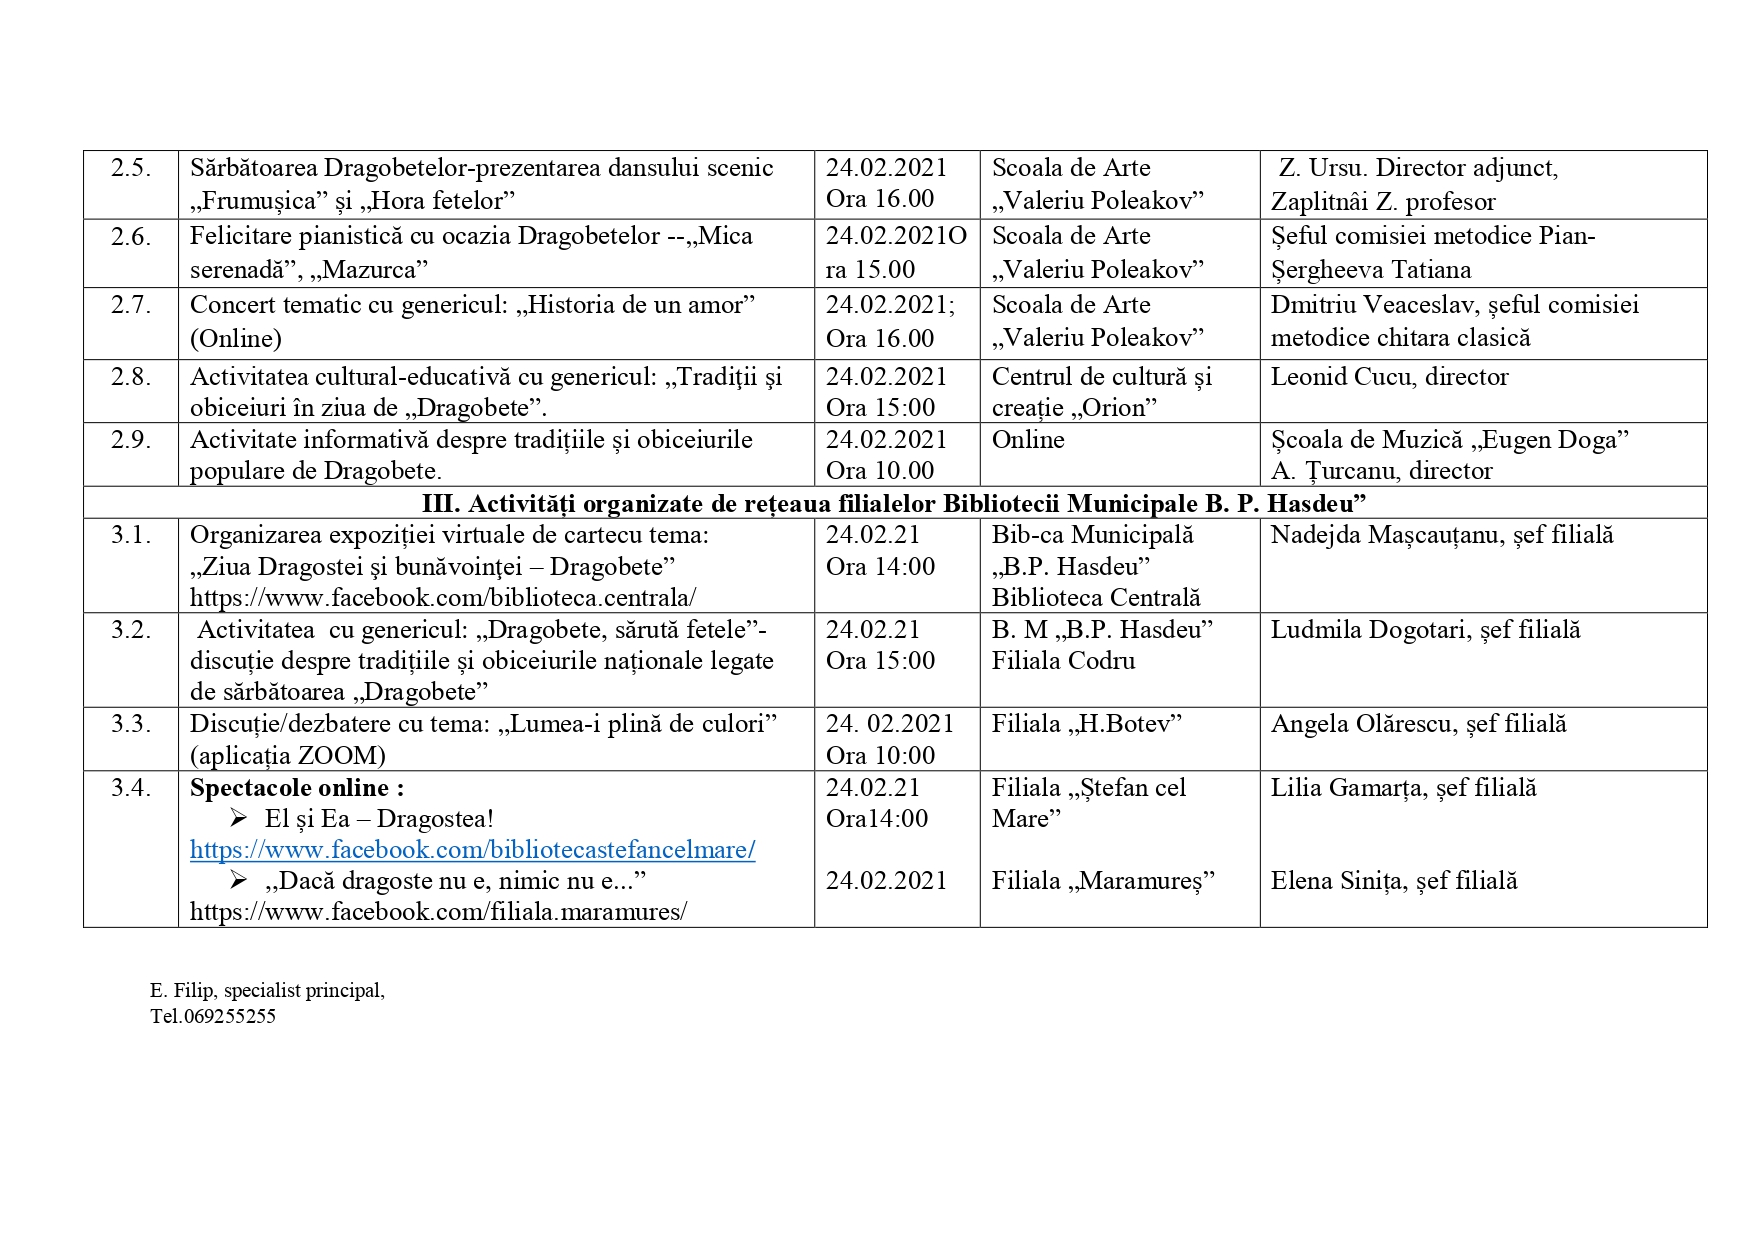 2.5.
Sărbătoarea Dragobetelor-prezentarea dansului scenic
„Frumușica” și „Hora fetelor”
24.02.2021
Ora 16.00
Scoala de Arte
„Valeriu Poleakov”
Z. Ursu. Director adjunct,
Zaplitnâi Z. profesor
2.6.
Felicitare pianistică cu ocazia Dragobetelor --„Mica
serenadă”, „Mazurca”
24.02.2021O
ra 15.00
Scoala de Arte
„Valeriu Poleakov”
Șeful comisiei metodice Pian-
Șergheeva Tatiana
2.7.
Concert tematic cu genericul: „Historia de un amor”
(Online)
24.02.2021;
Ora 16.00
Scoala de Arte
„Valeriu Poleakov”
Dmitriu Veaceslav, șeful comisiei
metodice chitara clasică
2.8.
Activitatea cultural-educativă cu genericul: „Tradiţii şi
obiceiuri în ziua de „Dragobete”.
24.02.2021
Ora 15:00
Centrul de cultură și
creație „Orion”
Leonid Cucu, director
2.9.
Activitate informativă despre tradițiile și obiceiurile
populare de Dragobete.
24.02.2021
Ora 10.00
Online
Școala de Muzică „Eugen Doga”
A. Țurcanu, director
III. Activități organizate de rețeaua filialelor Bibliotecii Municipale B. P. Hasdeu”
3.1.
Organizarea expoziției virtuale de cartecu tema:
„Ziua Dragostei şi bunăvoinţei – Dragobete”
https://www.facebook.com/biblioteca.centrala/
24.02.21
Ora 14:00
Bib-ca Municipală
„B.P. Hasdeu”
Biblioteca Centrală
Nadejda Mașcauțanu, șef filială
3.2.
Activitatea  cu genericul: „Dragobete, sărută fetele”-
discuție despre tradițiile și obiceiurile naționale legate
de sărbătoarea „Dragobete”
24.02.21
Ora 15:00
B. M „B.P. Hasdeu”
Filiala Codru
Ludmila Dogotari, șef filială
3.3.
Discuție/dezbatere cu tema: „Lumea-i plină de culori”
(aplicația ZOOM)
24. 02.2021
Ora 10:00
Filiala „H.Botev”
Angela Olărescu, șef filială
3.4.
Spectacole online :
➢ El și Ea – Dragostea!
https://www.facebook.com/bibliotecastefancelmare/
➢ ,,Dacă dragoste nu e, nimic nu e...”
https://www.facebook.com/filiala.maramures/
24.02.21
Ora14:00
24.02.2021
Filiala „Ștefan cel
Mare”
Filiala „Maramureș”
Lilia Gamarța, șef filială
Elena Sinița, șef filială
E. Filip, specialist principal,
Tel.069255255